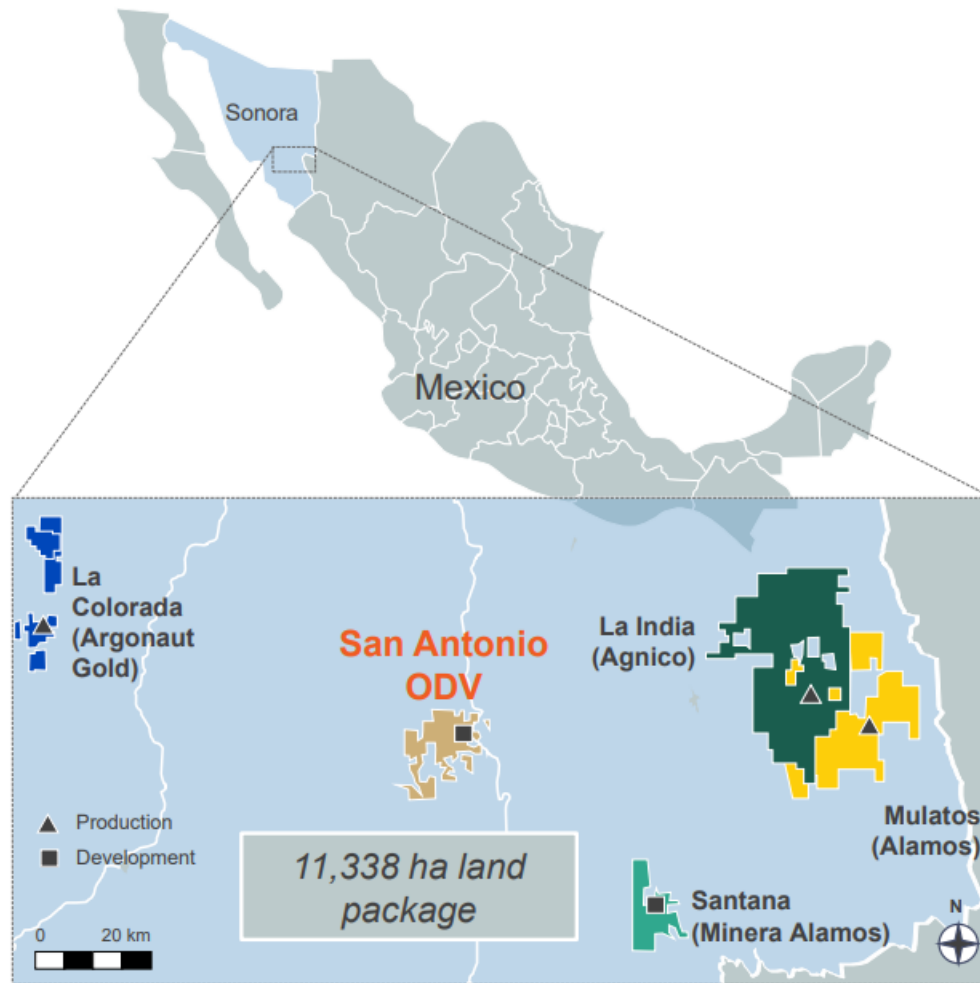 Sonora
Mexico
La
Colorada
(Argonaut
Gold)
San Antonio
ODV
La India
(Agnico)
Mulatos
(Alamos)
Production
Development
11,338 ha land
package
Santana
(Minera Alamos)
N
0 20 km